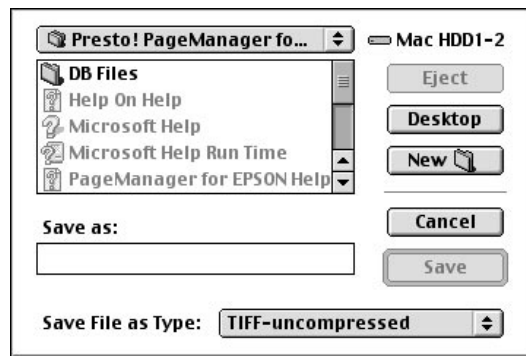 Presto! PageManager fo... Mac HDD1-2
DB Files
Help On Help
Microsoft Help
Microsoft Help Run Time
PageManager for EPSON Help
Eject
Desktop
New
Save as:
Cancel
Save
Save File as Type: TIFF-uncompressed